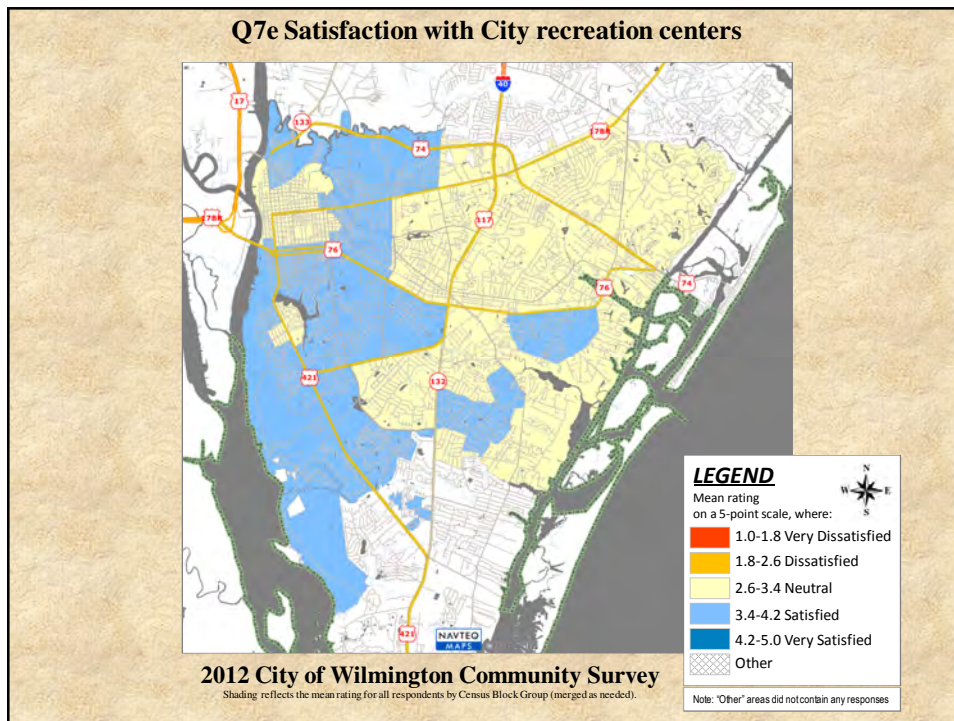 Q7e Satisfaction with City recreation centers
40
17
133
178R
74
117
178R
76
76
74
421
132
LEGEND
N
W E
S
Mean rating
on a 5-point scale, where:
1.0-1.8 Very Dissatisfied
1.8-2.6 Dissatisfied
2.6-3.4 Neutral
3.4-4.2 Satisfied
4.2-5.0 Very Satisfied
Other
421
NAVTEQ
MAPS
2012 City of Wilmington Community Survey
Shading reflects the mean rating for all respondents by Census Block Group (merged as needed).
Note: "Other" areas did not contain any responses